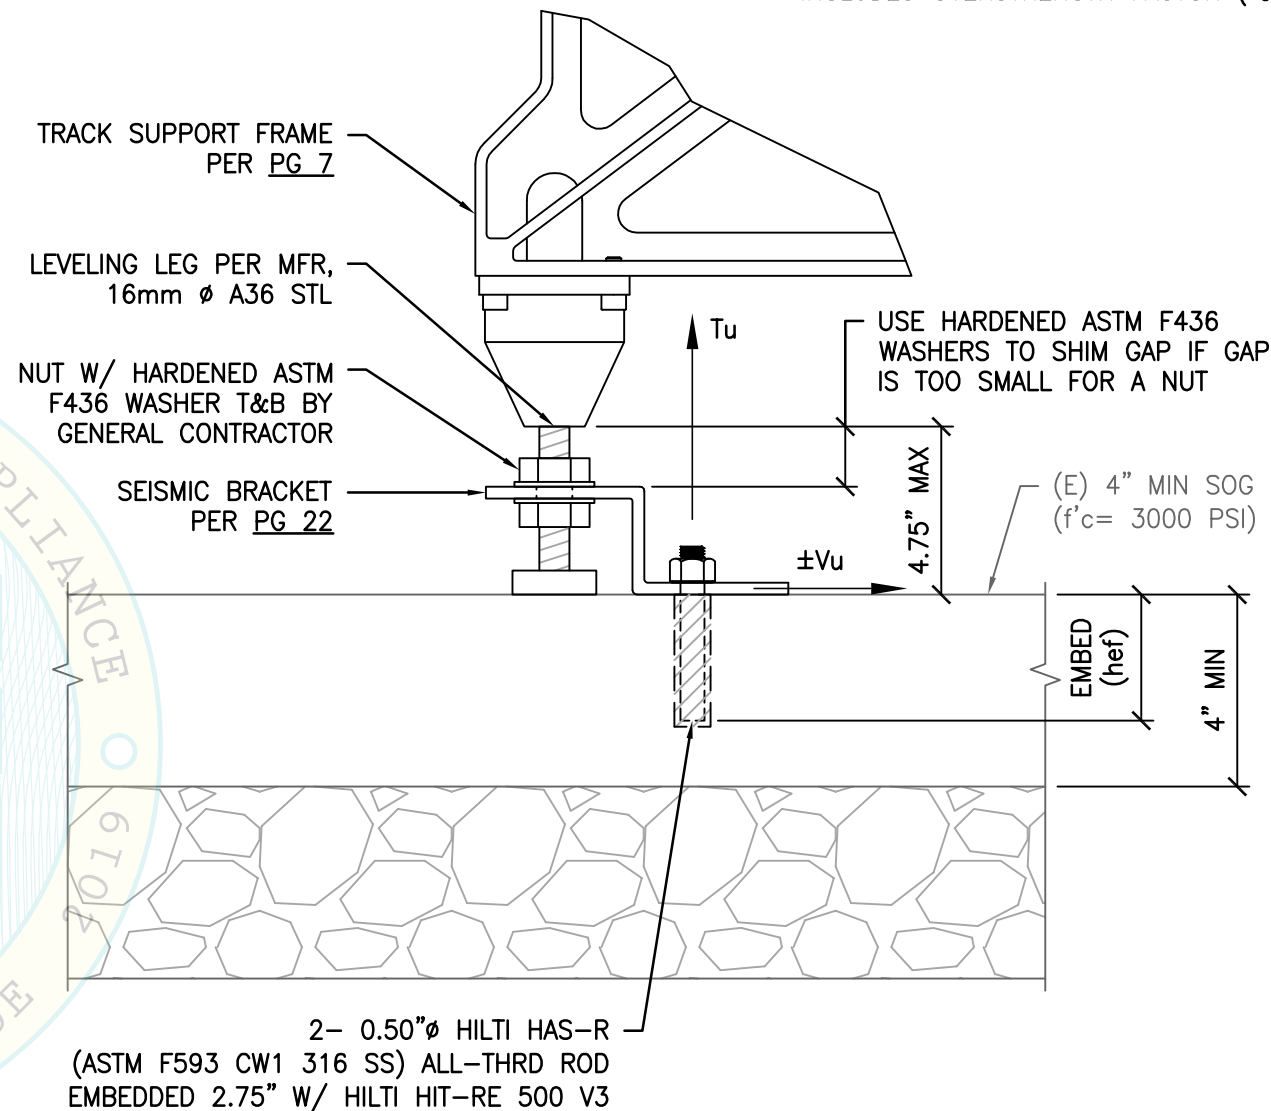 TRACK SUPPORT FRAME
PER PG 7
LEVELING LEG PER MFR,
16mm ø A36 STL
NUT W/ HARDENED ASTM
F436 WASHER T&B BY
GENERAL CONTRACTOR
SEISMIC BRACKET
PER PG 22
Tu
USE HARDENED ASTM F436
WASHERS TO SHIM GAP IF GAP
IS TOO SMALL FOR A NUT
4.75" MAX
(E) 4" MIN SOG
(f'c= 3000 PSI)
±Vu
EMBED
(hef)
4" MIN
PLIANCE
2019
2- 0.50"ø HILTI HAS-R
(ASTM F593 CW1 316 SS) ALL-THRD ROD
EMBEDDED 2.75" W/ HILTI HIT-RE 500 V3